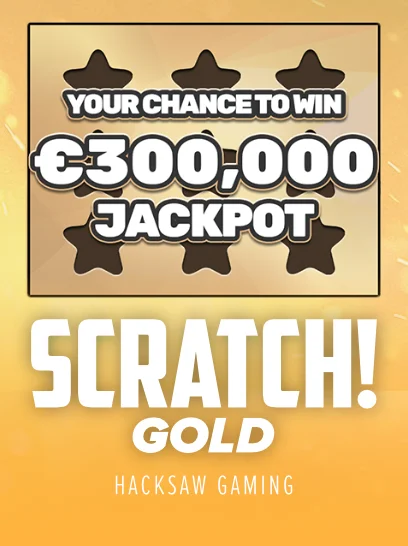 YOUR CHANCE TO WIN
€300,000
JACKPOT
SCRATCH!
GOLD
HACKSAW GAMING